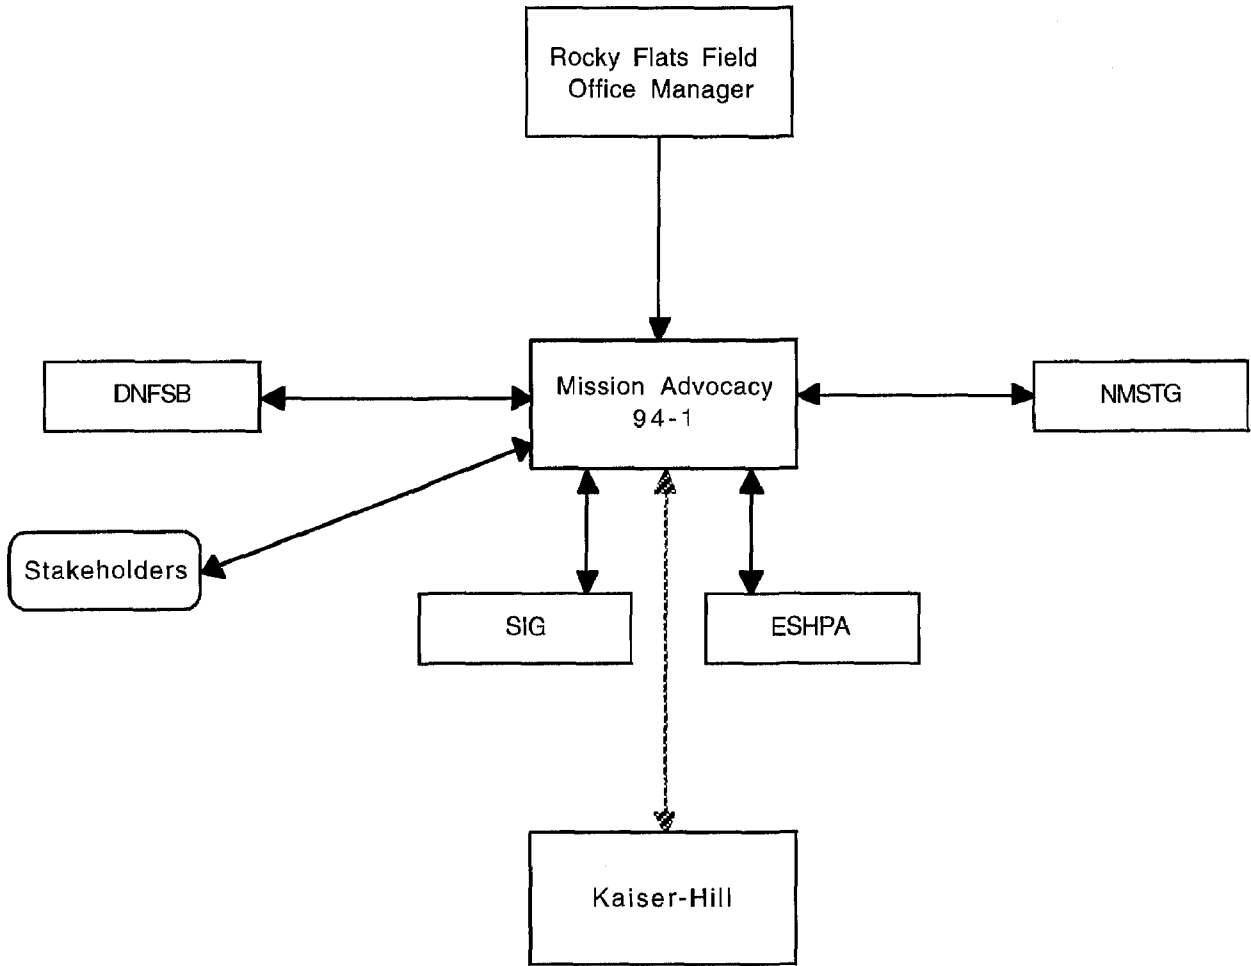 Rocky Flats Field
Office Manager
DNFSB
Mission Advocacy
94-1
NMSTG
Stakeholders
SIG
ESHPA
Kaiser-Hill